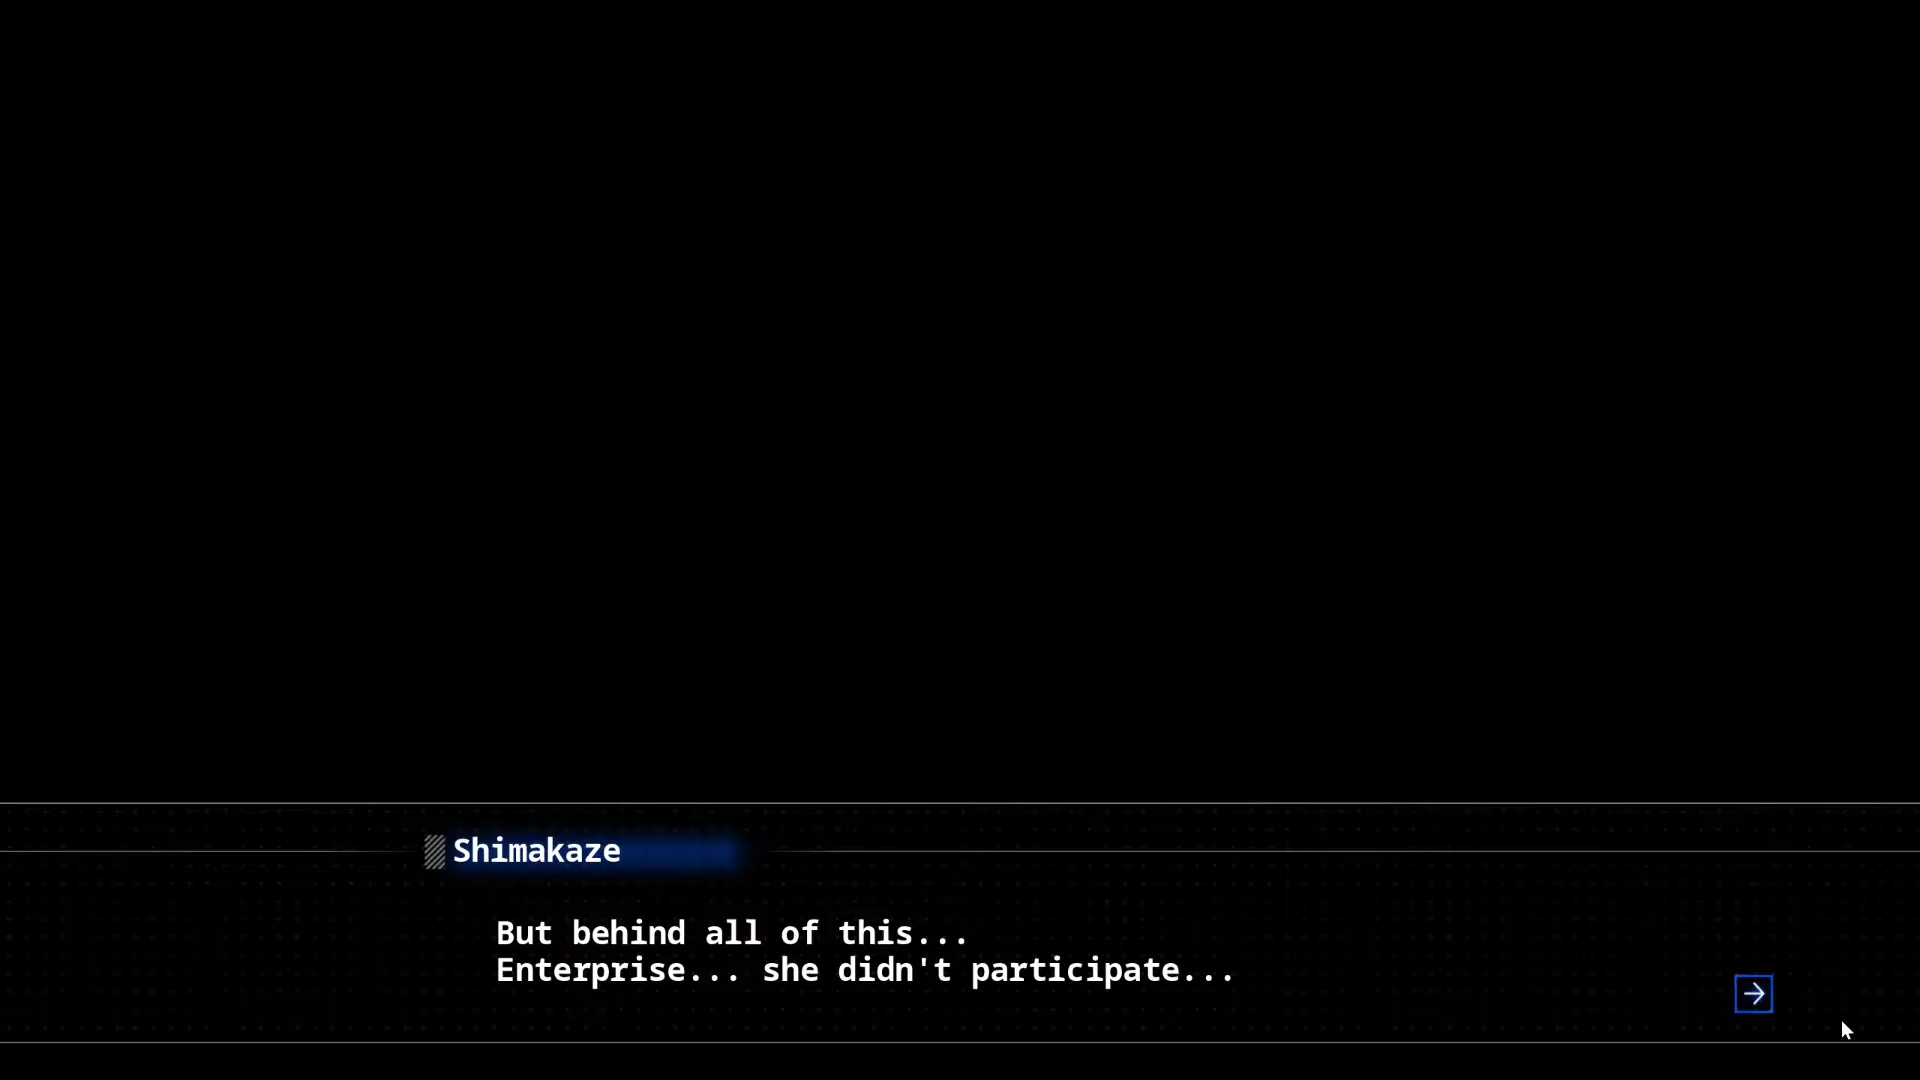 Shimakaze
But behind all of this...
Enterprise... she didn't participate...